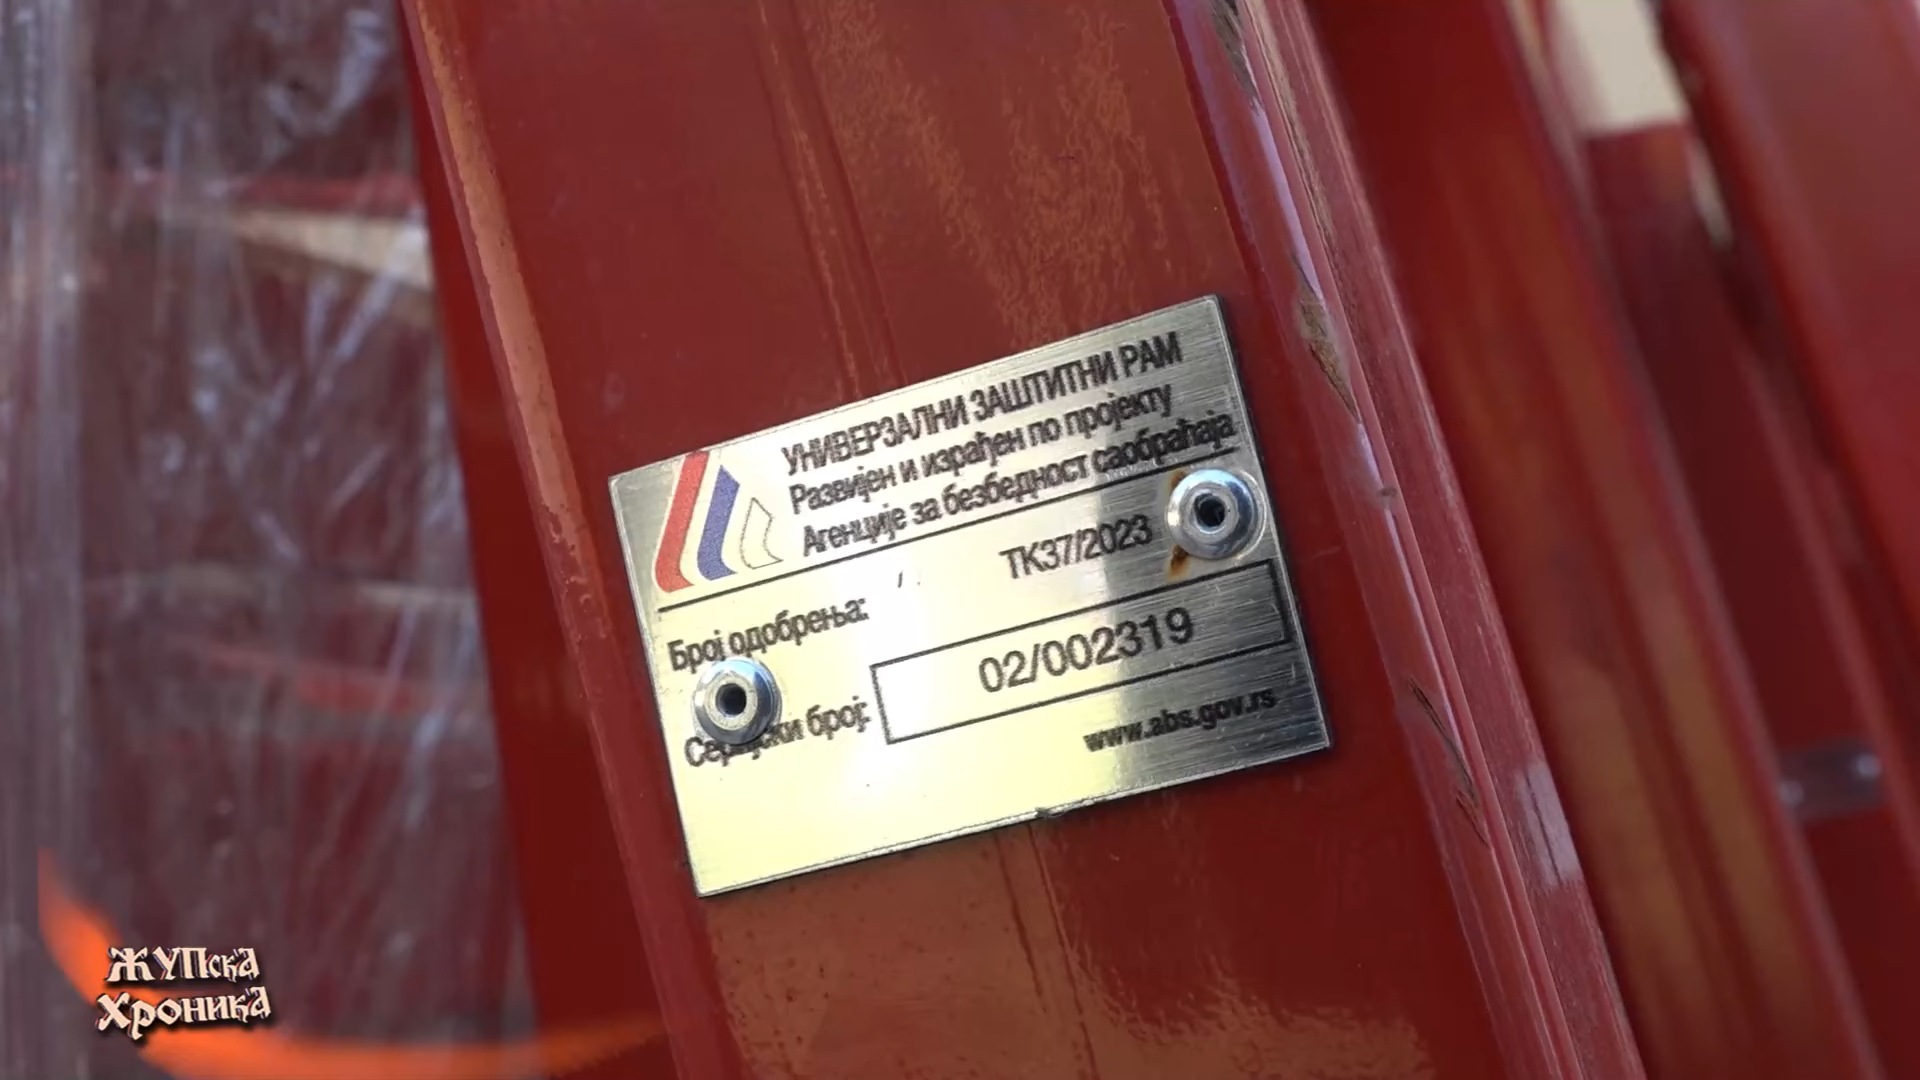 УНИВЕРЗАЛНИ ЗАШТИТНИ РАМ
Развијен и израђен по пројекту
Агенције за безбедност саобраћаја
Број одобрења: ТК37/2023
Серијски број: 02/002319
www.abs.gov.rs
ЖУПска
Хроника